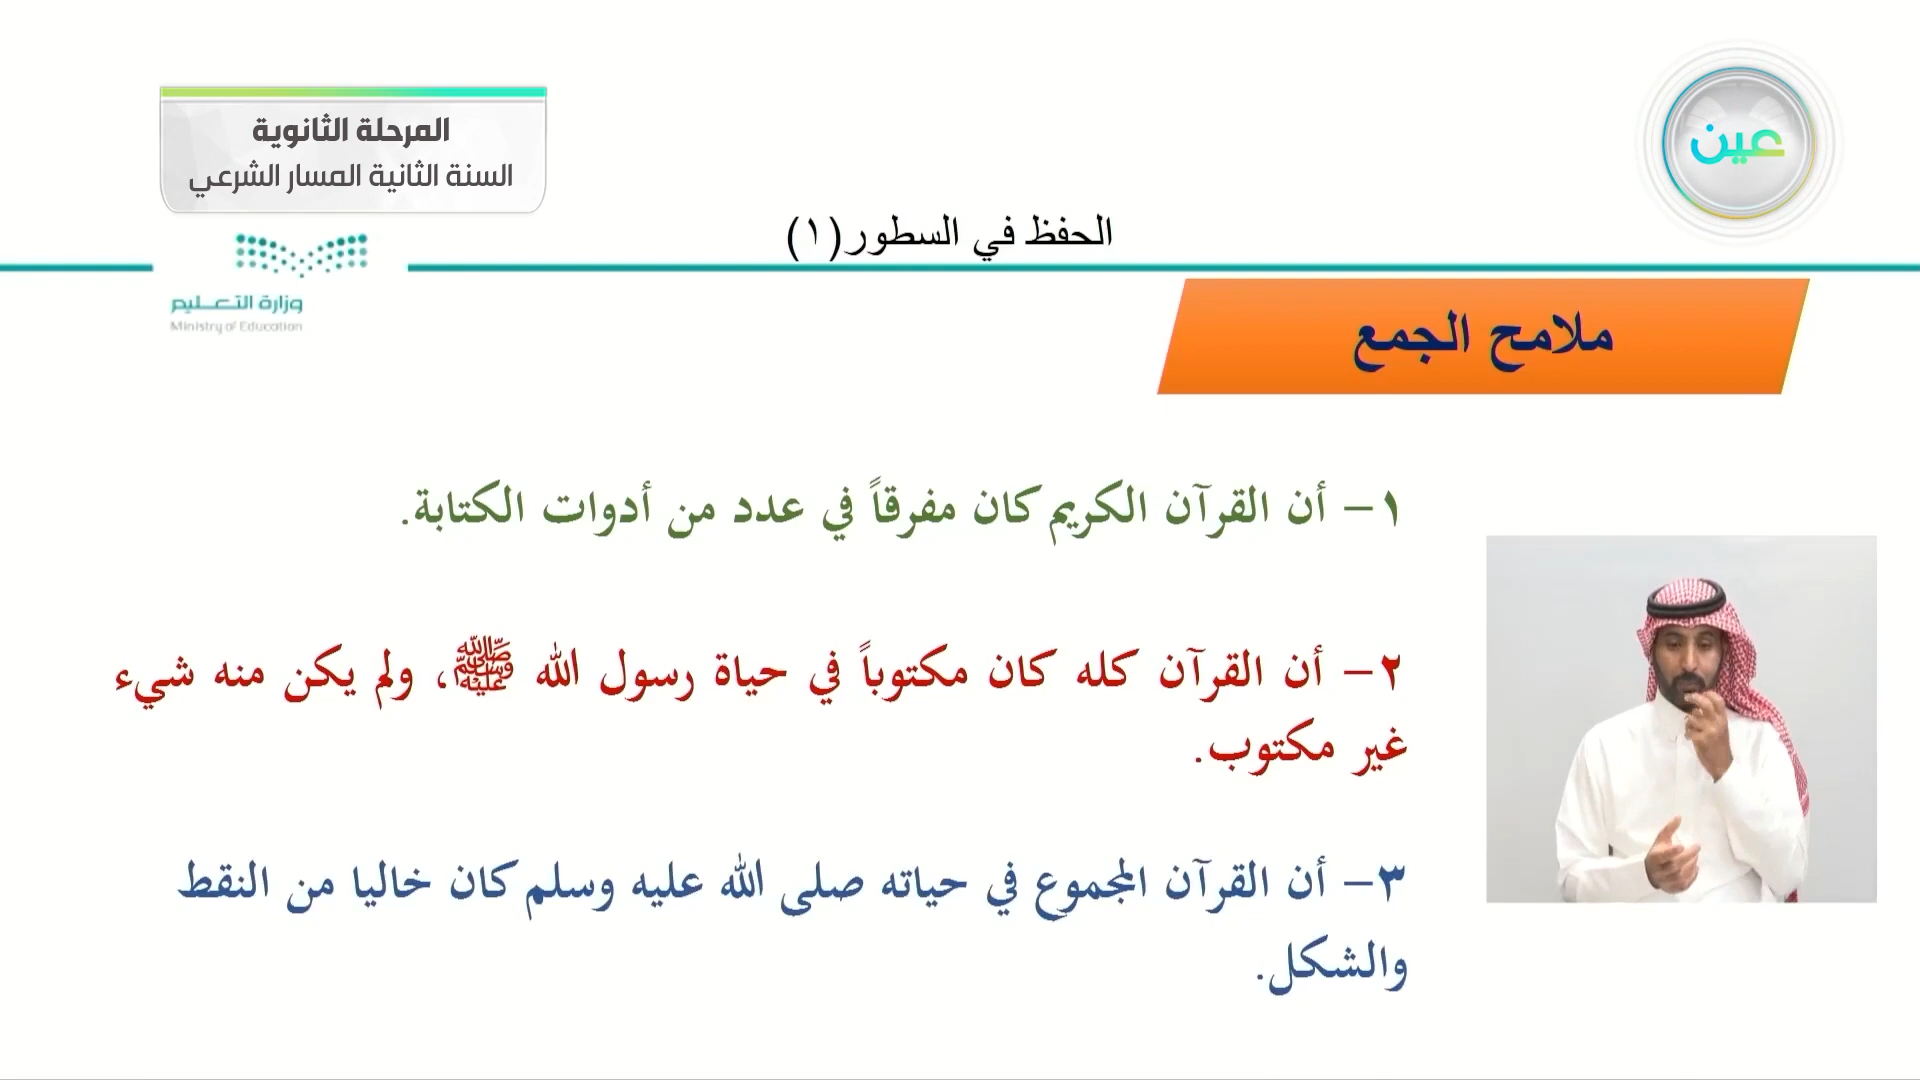 عين
المرحلة الثانوية
السنة الثانية المسار الشرعي
الحفظ في السطور(١)
وزارة التعـــليم
Ministry of Education
ملامح الجمع
١- أن القرآن الكريم كان مفرقاً في عدد من أدوات الكتابة.
٢- أن القرآن كله كان مكتوباً في حياة رسول الله ﷺ، ولم يكن منه شيء
غير مكتوب.
٣- أن القرآن المجموع في حياته صلى الله عليه وسلم كان خاليا من النقط
والشكل.